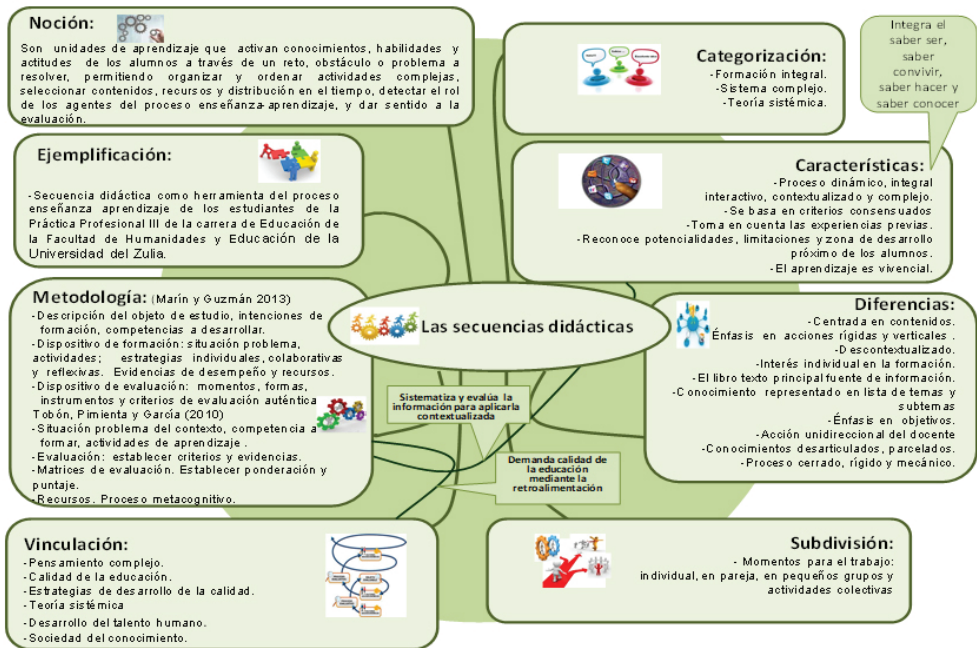 Noción:
Son unidades de aprendizaje que activan conocimientos, habilidades y
actitudes de los alumnos a través de un reto, obstáculo o problema a
resolver, permitiendo organizar y ordenar actividades complejas,
seleccionar contenidos, recursos y distribución en el tiempo, detectar el
rol de los agentes del proceso enseñanza-aprendizaje, y dar sentido a la
evaluación.
Categorización:
-Formación integral.
-Sistema complejo.
-Teoría sistémica.
Integra el
saber ser,
saber
convivir,
saber hacer y
saber conocer
Ejemplificación:
-Secuencia didáctica como herramienta del proceso
enseñanza aprendizaje de los estudiantes de la
Práctica Profesional III de la carrera de Educación de
la Facultad de Humanidades y Educación de la
Universidad del Zulia.
Características:
-Proceso dinámico, integral
interactivo, contextualizado y complejo.
-Se basa en criterios consensuados
-Toma en cuenta las experiencias previas.
-Reconoce potencialidades, limitaciones y zona de desarrollo
próximo de los alumnos.
-El aprendizaje es vivencial.
Metodología: (Marín y Guzmán 2013)
-Descripción del objeto de estudio, intenciones de
formación, competencias a desarrollar.
-Dispositivo de formación: situación problema,
actividades; estrategias individuales, colaborativas
y reflexivas. Evidencias de desempeño y recursos.
-Dispositivo de evaluación: momentos, formas,
instrumentos y criterios de evaluación auténtica
Tobón, Pimienta y García (2010)
-Situación problema del contexto, competencia a
formar, actividades de aprendizaje .
-Evaluación: establecer criterios y evidencias.
-Matrices de evaluación. Establecer ponderación y
puntaje.
-Recursos. Proceso metacognitivo.
Las secuencias didácticas
Diferencias:
-Centrada en contenidos.
Énfasis en acciones rígidas y verticales .
-Descontextualizado.
-Interés individual en la formación.
-El libro texto principal fuente de información.
-Conocimiento representado en lista de temas y
subtemas
-Énfasis en objetivos.
-Acción unidireccional del docente
-Conocimientos desarticulados, parcelados.
-Proceso cerrado, rígido y mecánico.
Sistematiza y evalúa la
información para aplicarla
contextualizada
Demanda calidad de
la educación mediante la
retroalimentación
Vinculación:
-Pensamiento complejo.
-Calidad de la educación.
-Estrategias de desarrollo de la calidad.
-Teoría sistémica
-Desarrollo del talento humano.
-Sociedad del conocimiento.
Subdivisión:
- Momentos para el trabajo:
individual, en pareja, en pequeños grupos y
actividades colectivas